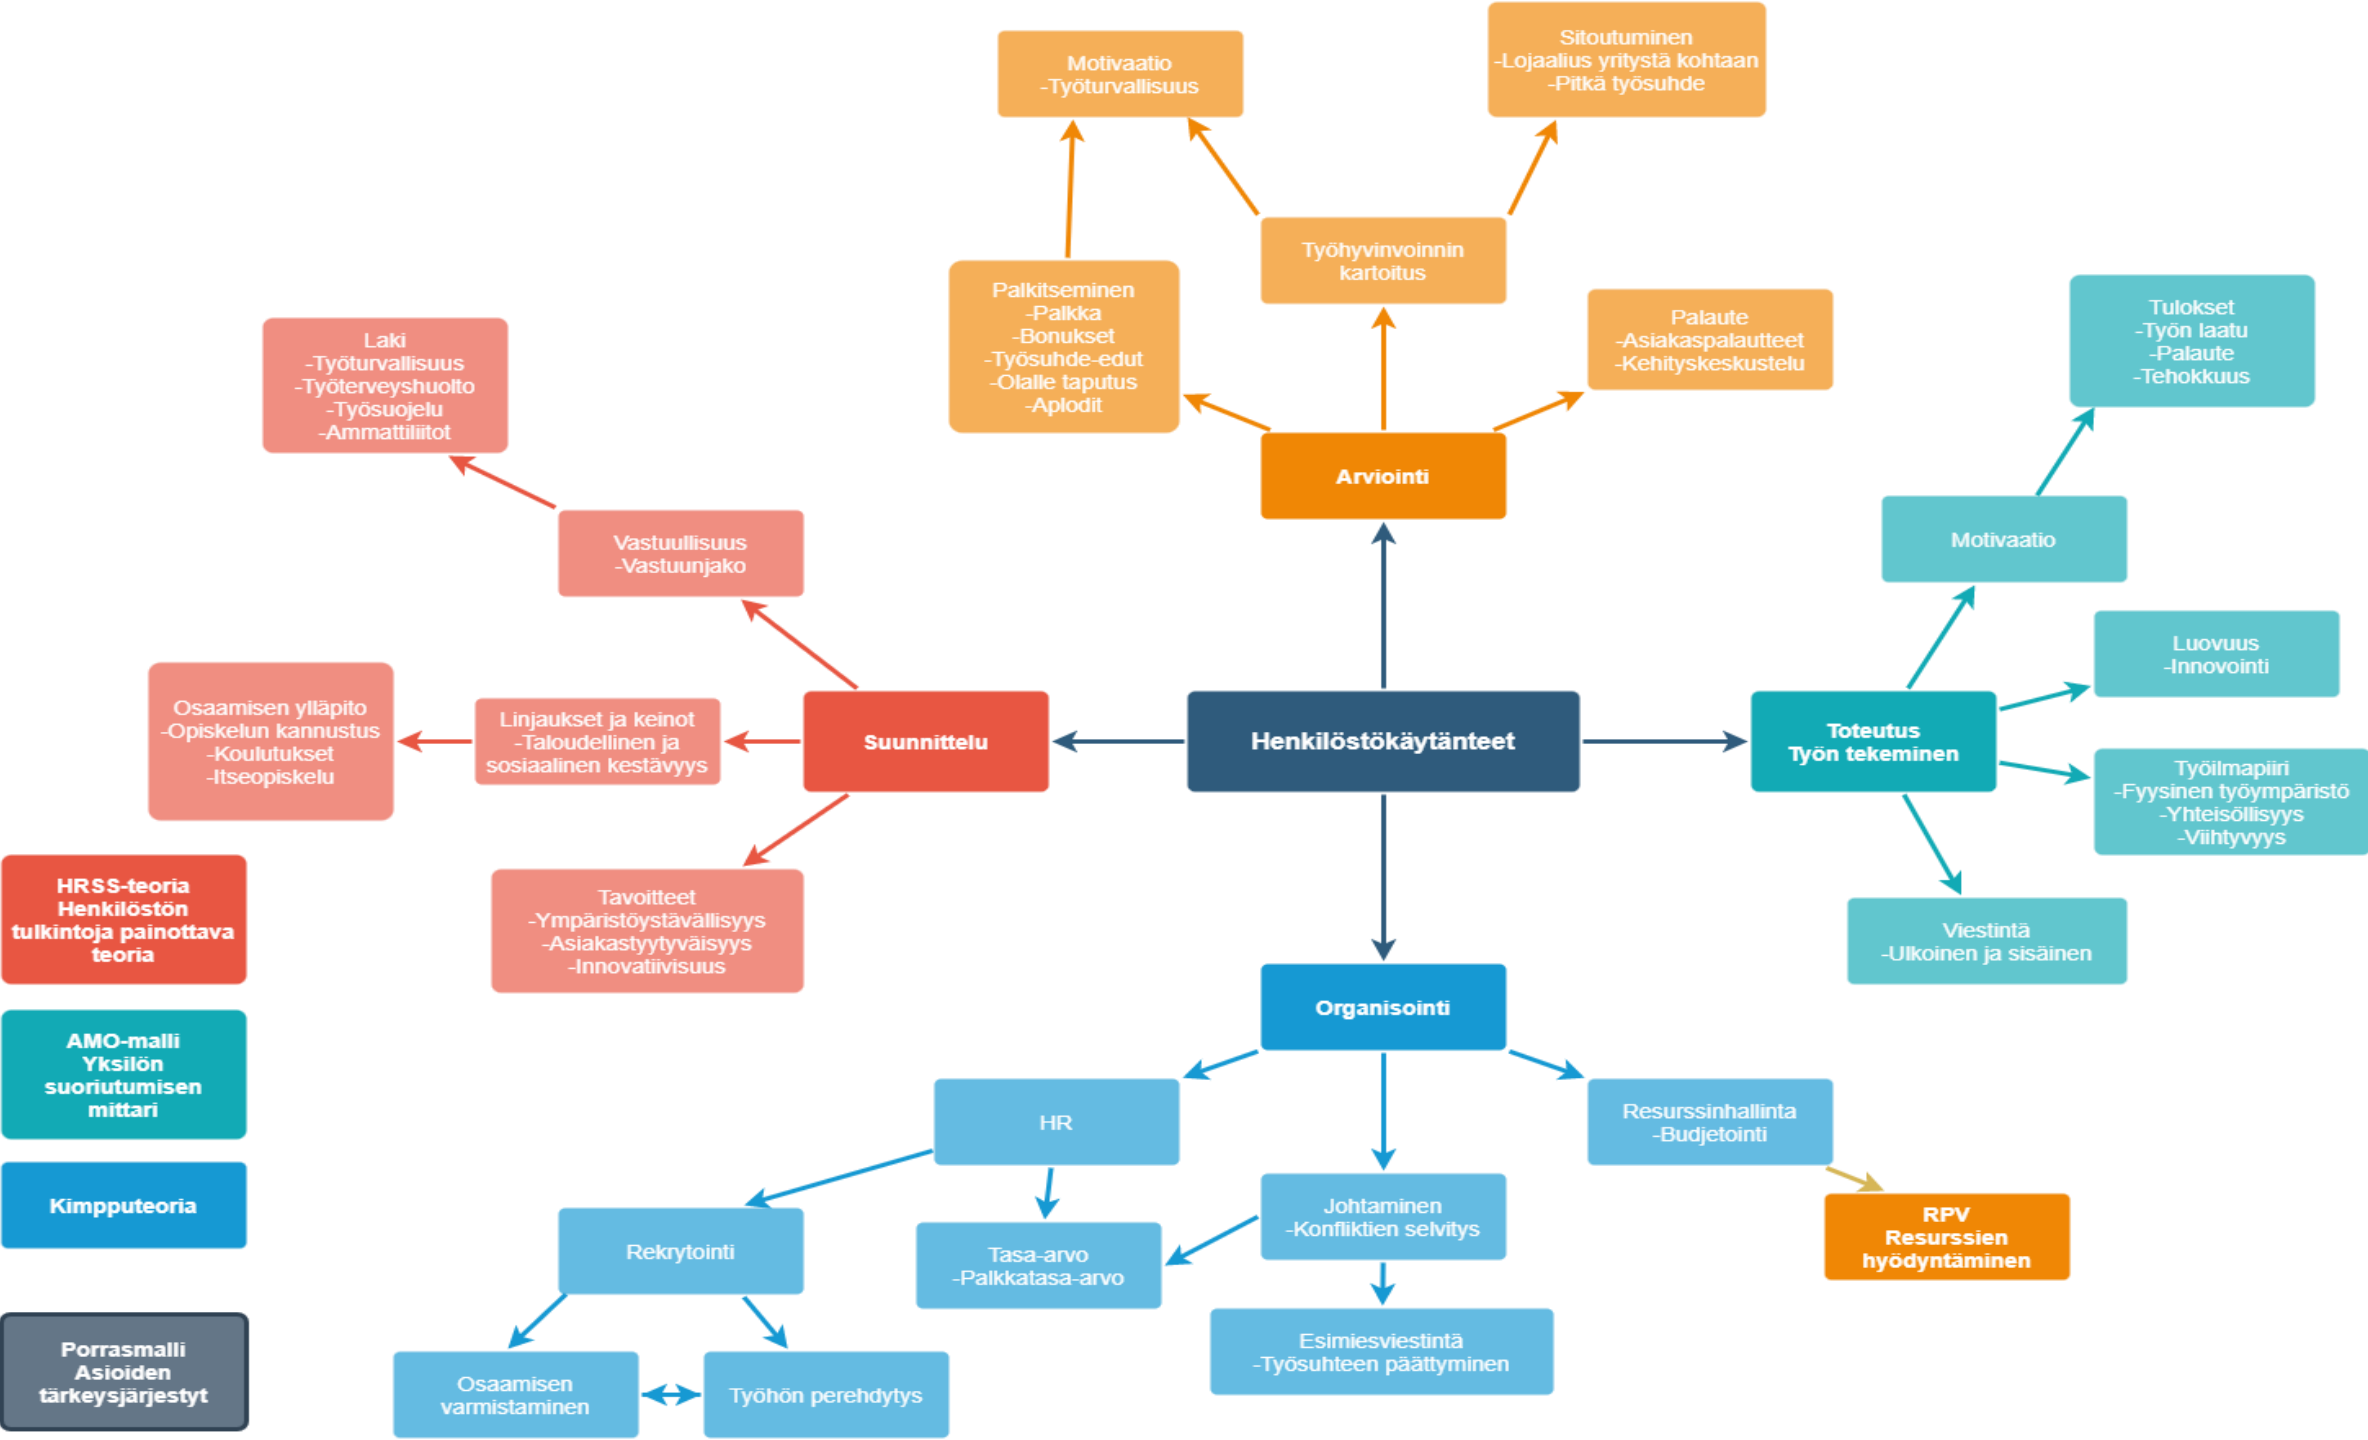 Sitoutuminen
-Lojaalius yritystä kohtaan
-Pitkä työsuhde
Motivaatio
-Työturvallisuus
Työhyvinvoinnin
kartoitus
Palkitseminen
-Palkka
-Bonukset
-Työsuhde-edut
-Olalle taputus
-Aplodit
Palaute
-Asiakaspalautteet
-Kehityskeskustelu
Arviointi
Tulokset
-Työn laatu
-Palaute
-Tehokkuus
Motivaatio
Luovuus
-Innovointi
Toteutus
Työn tekeminen
Työilmapiiri
-Fyysinen työympäristö
-Yhteisöllisyys
-Viihtyvyys
Viestintä
-Ulkoinen ja sisäinen
Laki
-Työturvallisuus
-Työterveyshuolto
-Työsuojelu
-Ammattiliitot
Vastuullisuus
-Vastuunjako
Osaamisen ylläpito
-Opiskelun kannustus
-Koulutukset
-Itseopiskelu
Linjaukset ja keinot
-Taloudellinen ja
sosiaalinen kestävyys
Suunnittelu
Henkilöstökäytänteet
Tavoitteet
-Ympäristöystävällisyys
-Asiakastyytyväisyys
-Innovatiivisuus
Organisointi
HR
Resurssinhallinta
-Budjetointi
Johtaminen
-Konfliktien selvitys
RPV
Resurssien
hyödyntäminen
Rekrytointi
Tasa-arvo
-Palkkatasa-arvo
Esimiesviestintä
-Työsuhteen päättyminen
Osaamisen
varmistaminen
Työhön perehdytys
HRSS-teoria
Henkilöstön
tulkintoja painottava
teoria
AMO-malli
Yksilön
suoriutumisen
mittari
Kimpputeoria
Porrasmalli
Asioiden
tärkeysjärjestyt